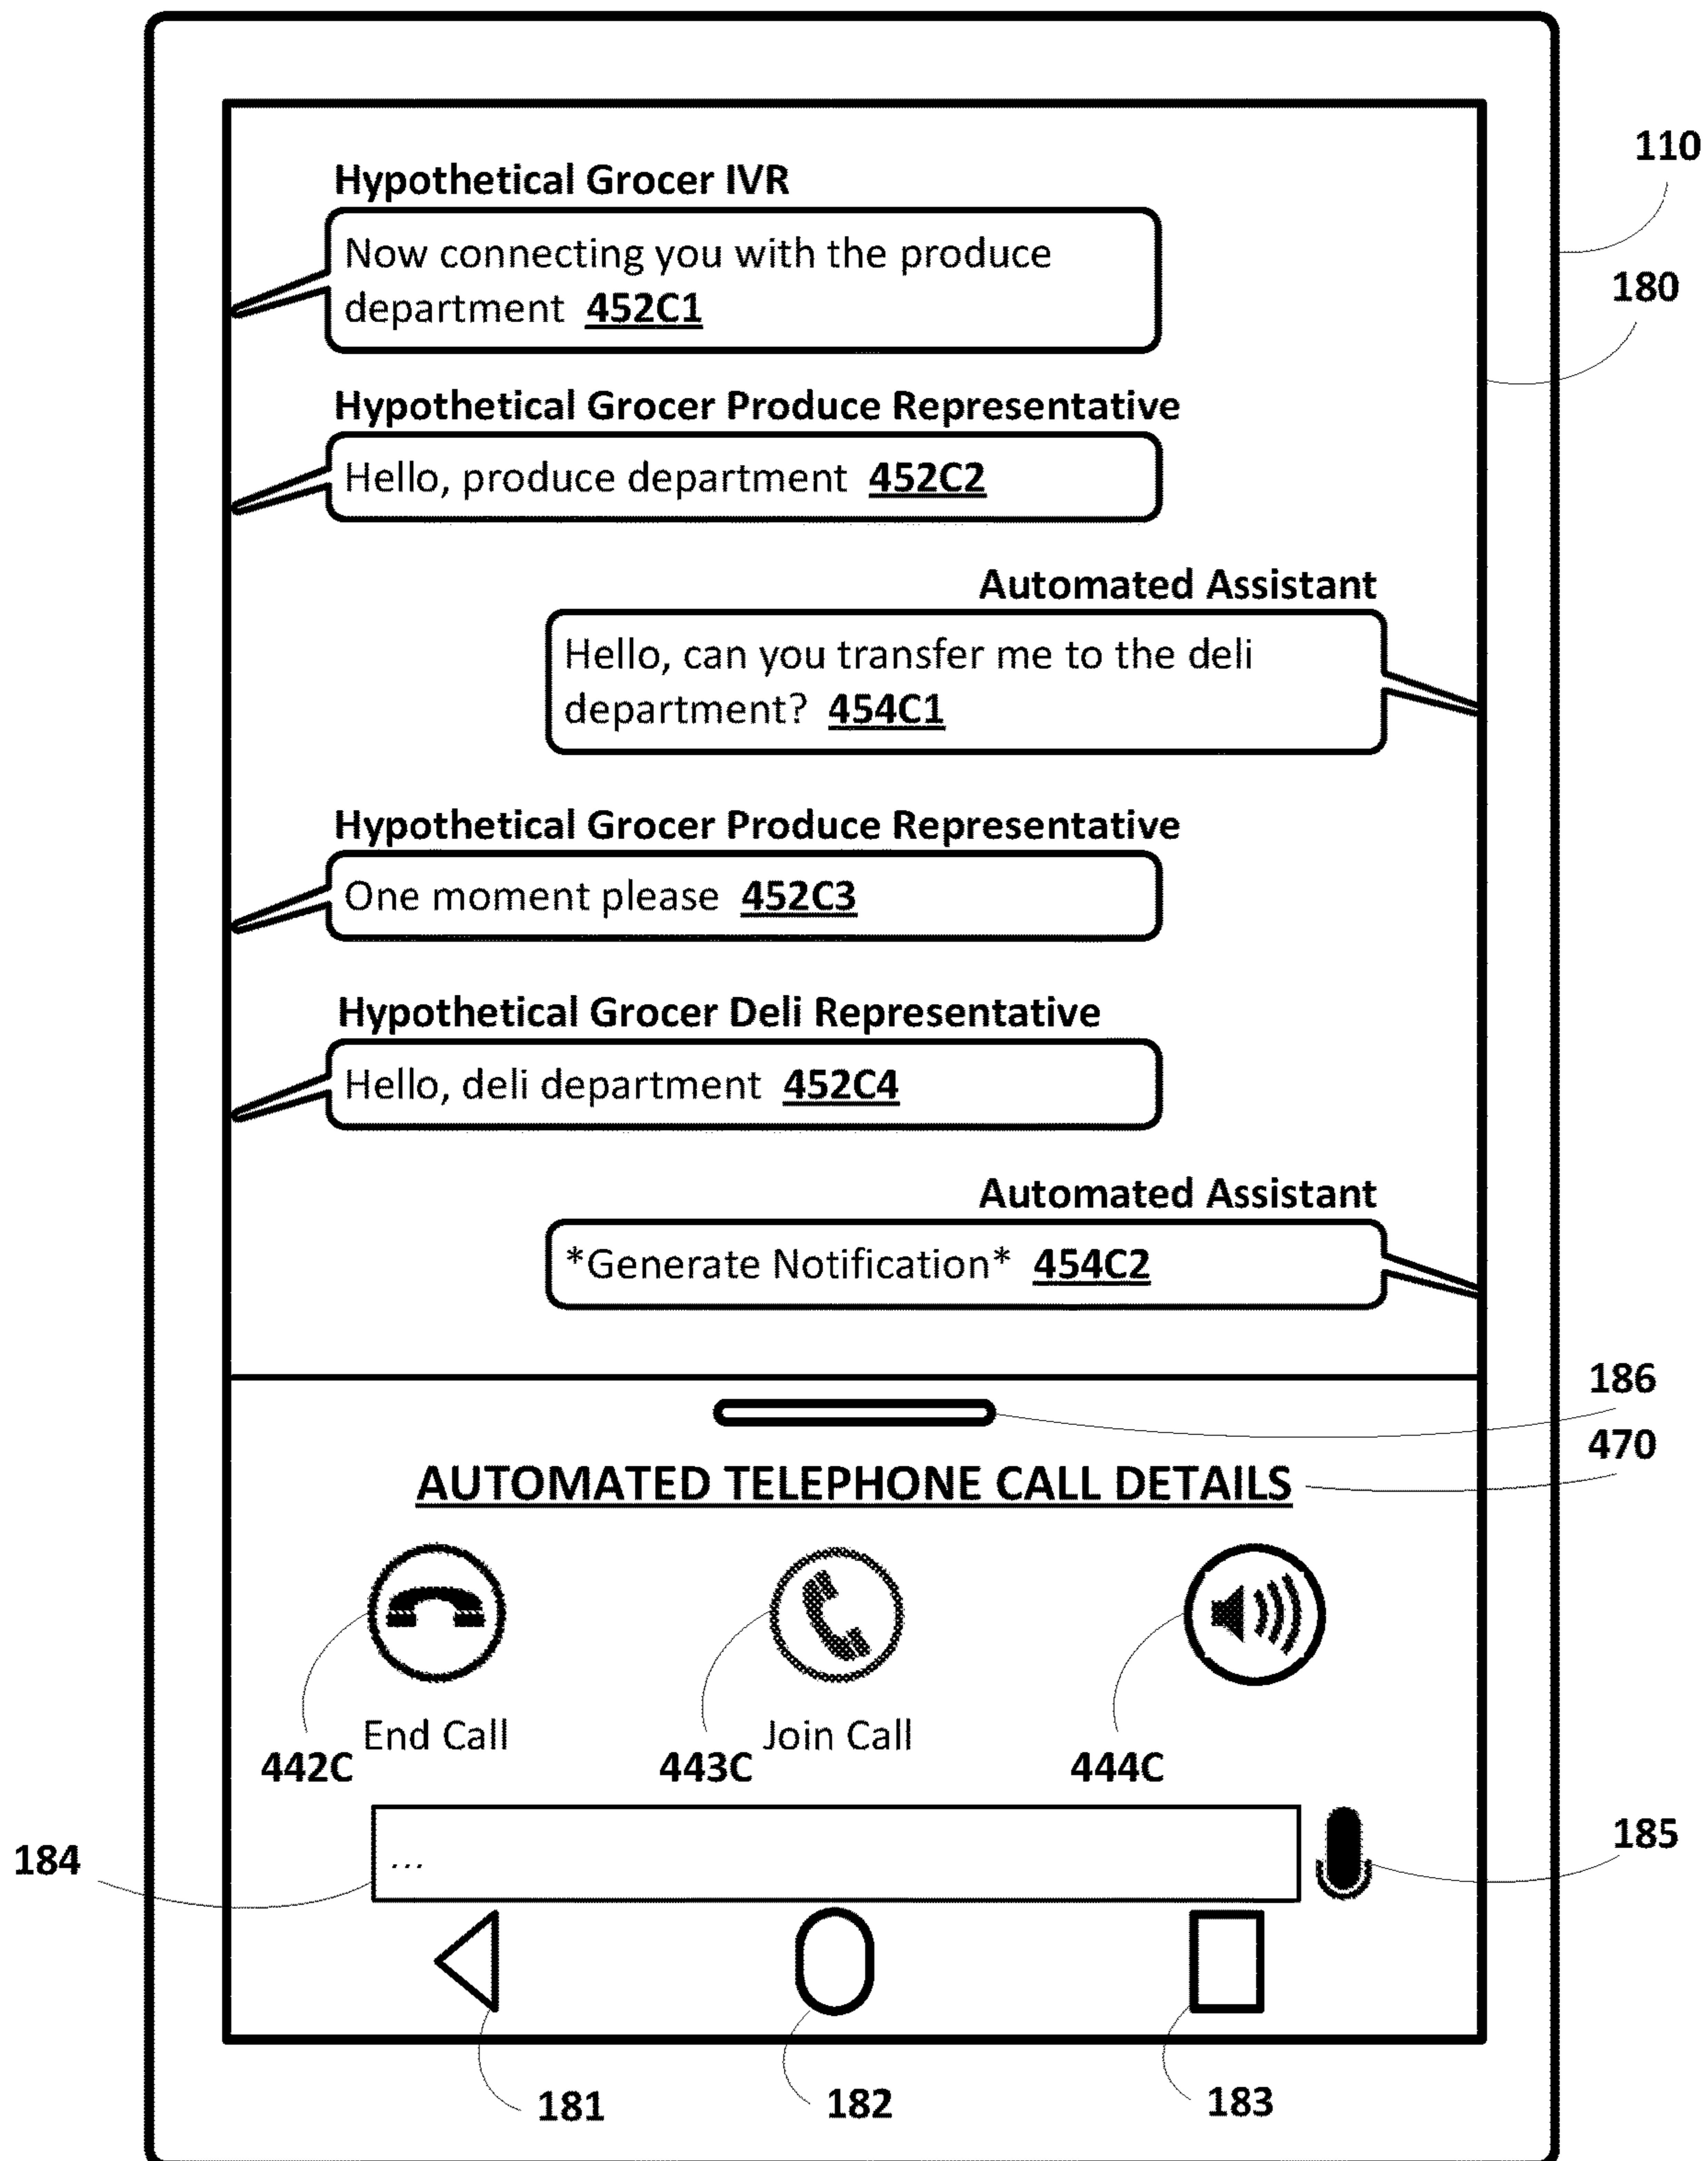 110
180
Hypothetical Grocer IVR
Now connecting you with the produce
department 452C1
Hypothetical Grocer Produce Representative
Hello, produce department 452C2
Automated Assistant
Hello, can you transfer me to the deli
department? 454C1
Hypothetical Grocer Produce Representative
One moment please 452C3
Hypothetical Grocer Deli Representative
Hello, deli department 452C4
Automated Assistant
*Generate Notification* 454C2
186
470
AUTOMATED TELEPHONE CALL DETAILS
End Call
Join Call
442C
443C
444C
184
...
185
181
182
183